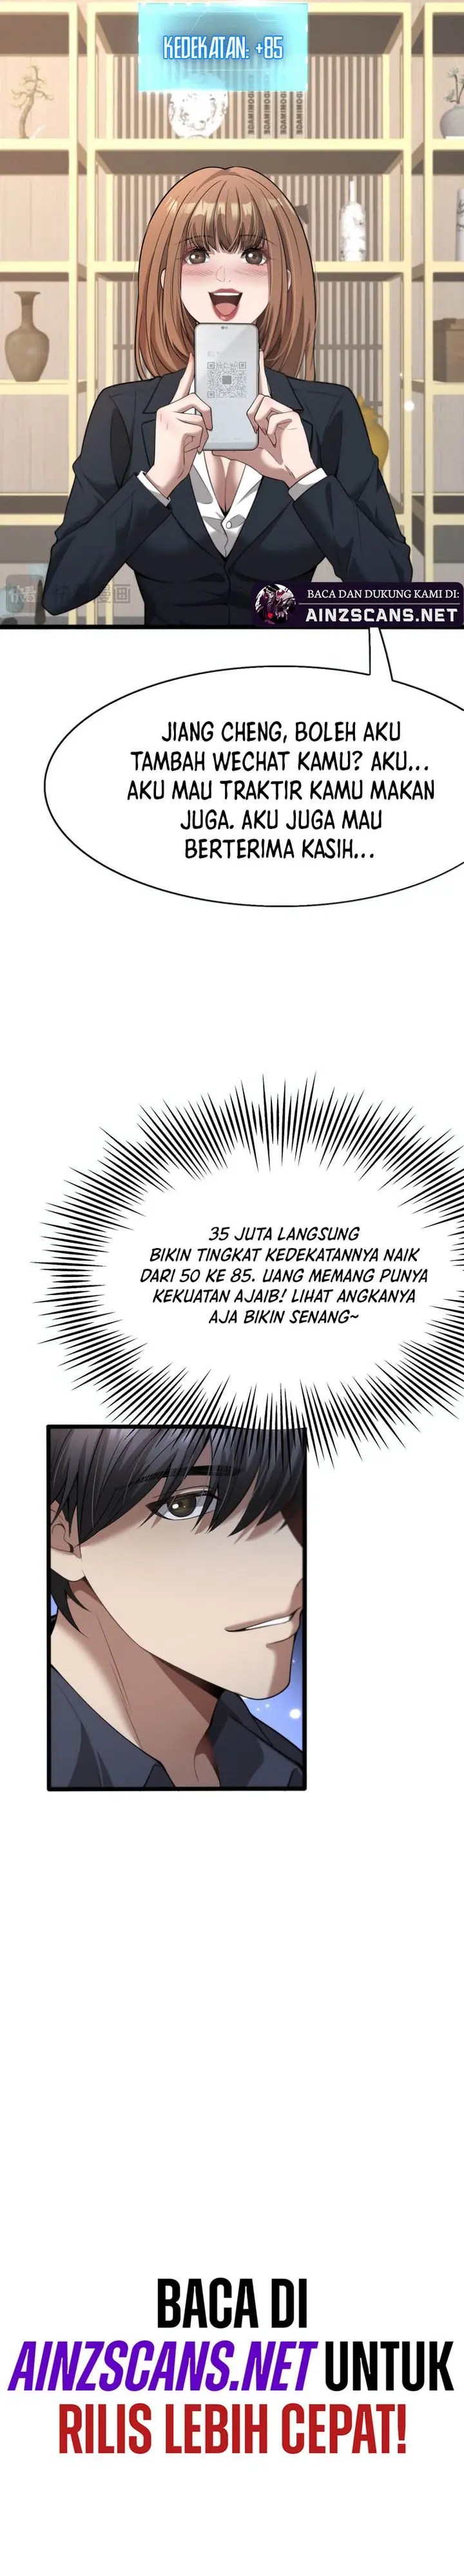 KEDEKATAN: +85
BACA DAN DUKUNG KAMI DI:
AINZSCANS.NET
JIANG CHENG, BOLEH AKU
TAMBAH WECHAT KAMU? AKU...
AKU MAU TRAKTIR KAMU MAKAN
JUGA. AKU JUGA MAU
BERTERIMA KASIH...
35 JUTA LANGSUNG
BIKIN TINGKAT KEDEKATANNYA NAIK
DARI 50 KE 85. UANG MEMANG PUNYA
KEKUATAN AJAIB! LIHAT ANGKANYA
AJA BIKIN SENANG~
BACA DI
AINZSCANS.NET UNTUK
RILIS LEBIH CEPAT!